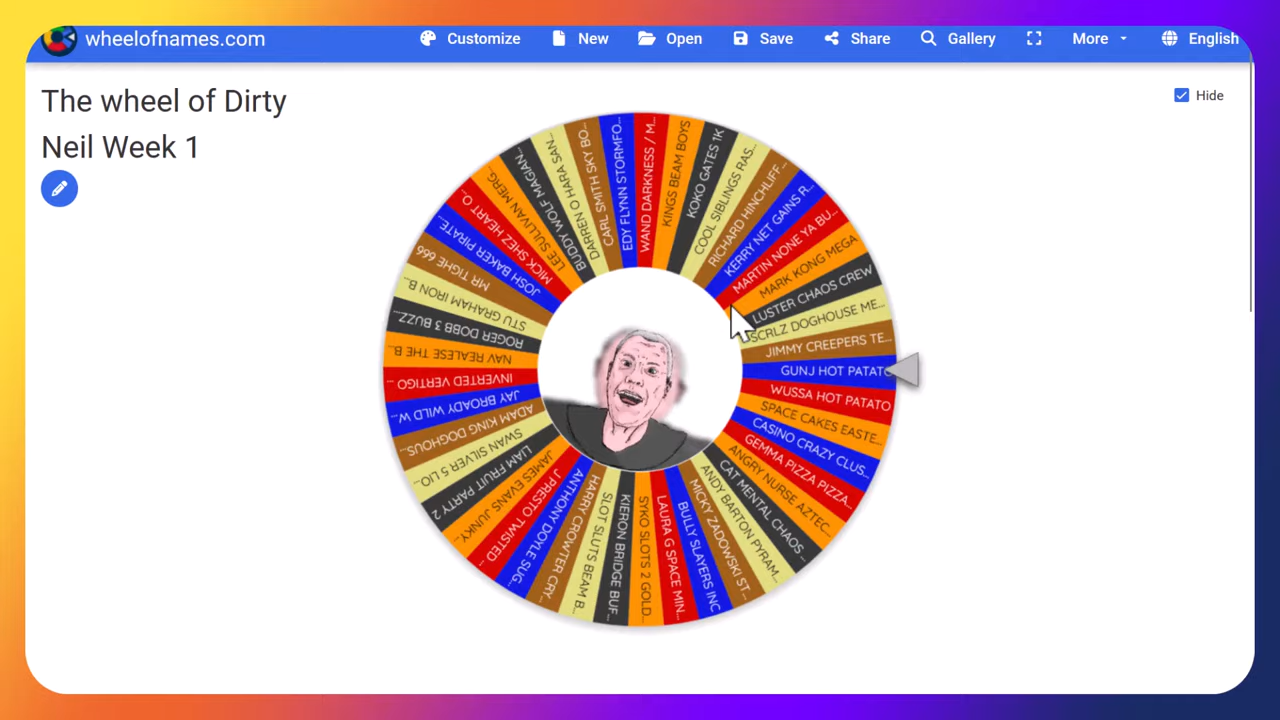 wheelofnames.com
Customize
New
Open
Save
Share
Gallery
More
English
The wheel of Dirty
Neil Week 1
Hide
WAND DARKNESS / M...
KINGS BEAM BOYS
KOKO GATES 1K
COOL SIBLINGS RAS...
RICHARD HINCHLIFF...
KERRY NET GAINS R...
MARTIN NONE YA BU...
MARK KONG MEGA
LUSTER CHAOS CREW
SCRLZ DOGHOUSE ME...
JIMMY CREEPERS TE...
GUNJ HOT PATATO
WUSSA HOT PATATO
SPACE CAKES EASTE...
CASINO CRAZY CLUS...
GEMMA PIZZA PIZZA...
ANGRY NURSE AZTEC...
CAT MENTAL CHAOS ...
ANDY BARTON PYRAM...
MICKY ZADOWSKI ST...
BULLY SLAYERS INC
LAURA G SPACE MIN...
SYKO SLOTS 2 GOLD...
KIERON BRIDGE BUF...
SLOT SLUTS BEAM B...
HARRY CROWTER CRY...
ANTHONY DOYLE SUG...
J PRESTO TWISTED ...
JAMES EVANS JUNKY...
LIAM FRUIT PARTY 2
SWAN SILVER 5 LIO...
ADAM KING DOGHOUS...
JAY BROADY WILD W...
INVERTED VERTIGO ...
NAV REALESE THE B...
ROGER DOBB 3 BUZZ
STU GRAHAM IRON B...
MR TIGHE 666
JOSH BAKER PIRATE...
MICK SHEZ HEART O...
LEE SULLIVAN MERG...
BUDDY WOLF MAGIAN...
DARREN O HARA SAN...
CARL SMITH SKY BO...
EDY FLYNN STORMFO...